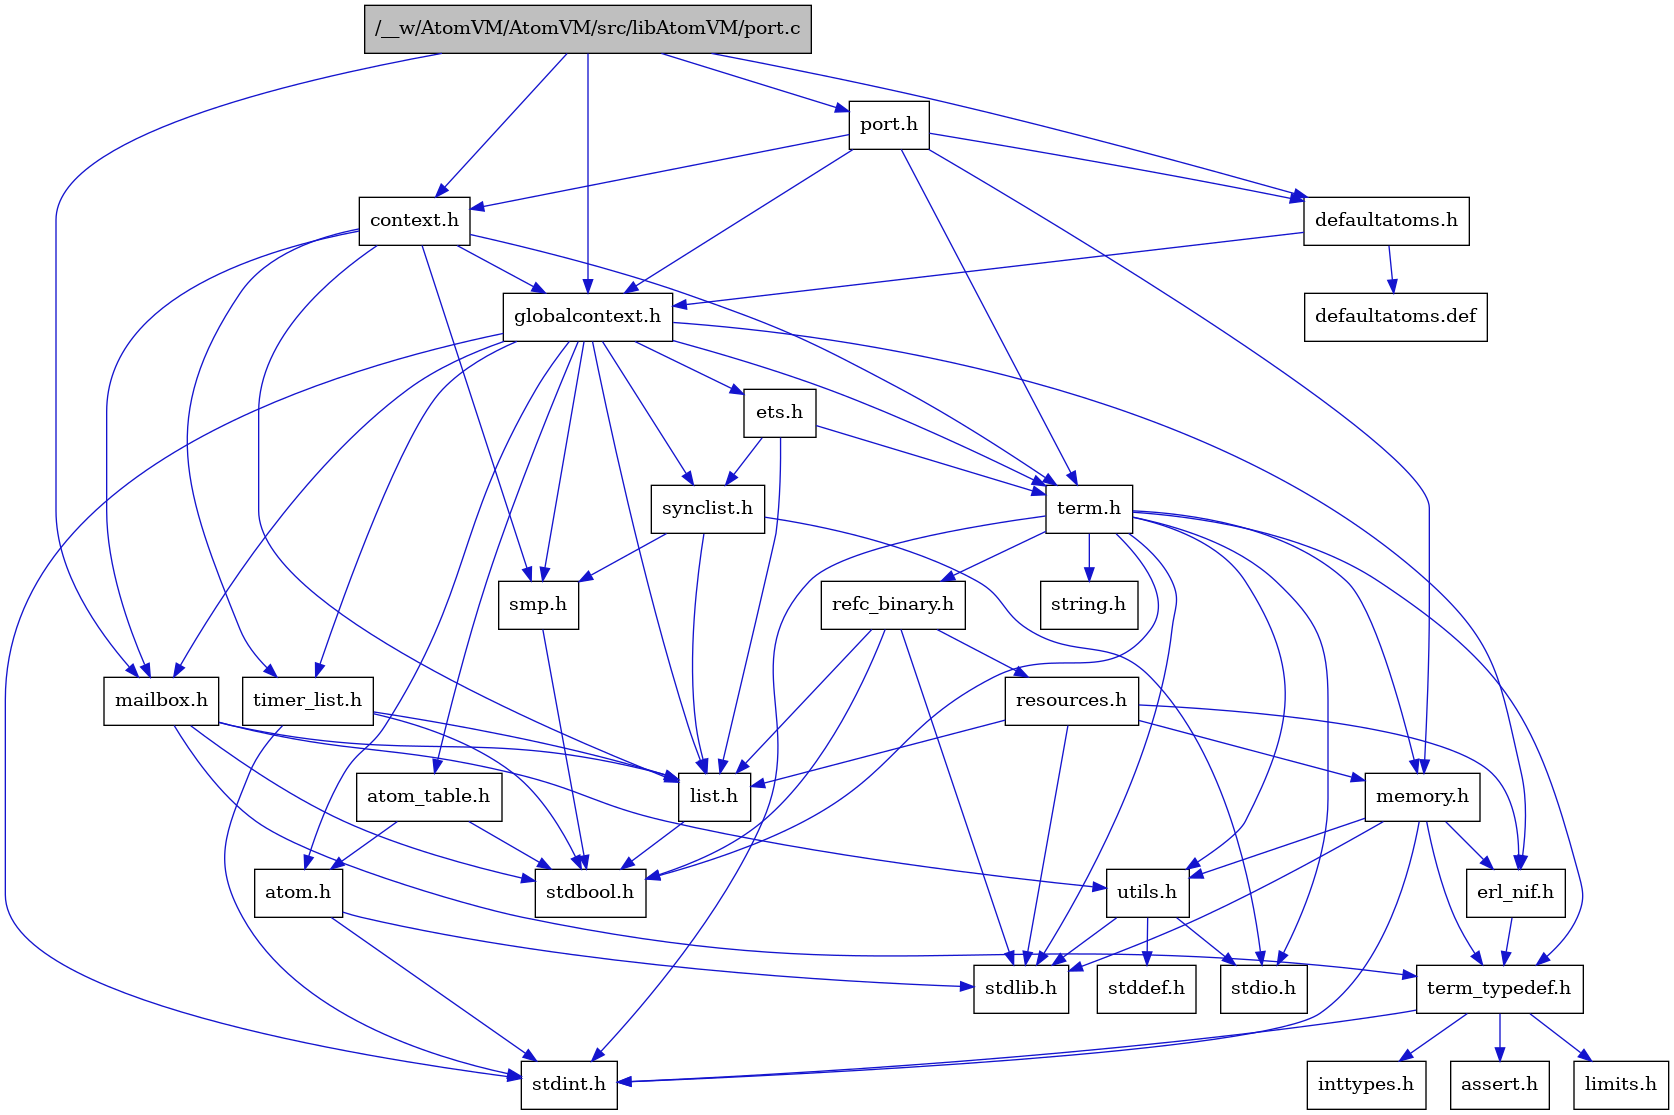 /__w/AtomVM/AtomVM/src/libAtomVM/port.c
port.h
context.h
defaultatoms.h
globalcontext.h
defaultatoms.def
ets.h
synclist.h
term.h
smp.h
refc_binary.h
string.h
mailbox.h
timer_list.h
resources.h
atom_table.h
list.h
memory.h
atom.h
stdbool.h
utils.h
erl_nif.h
stdlib.h
stddef.h
stdio.h
term_typedef.h
stdint.h
inttypes.h
assert.h
limits.h